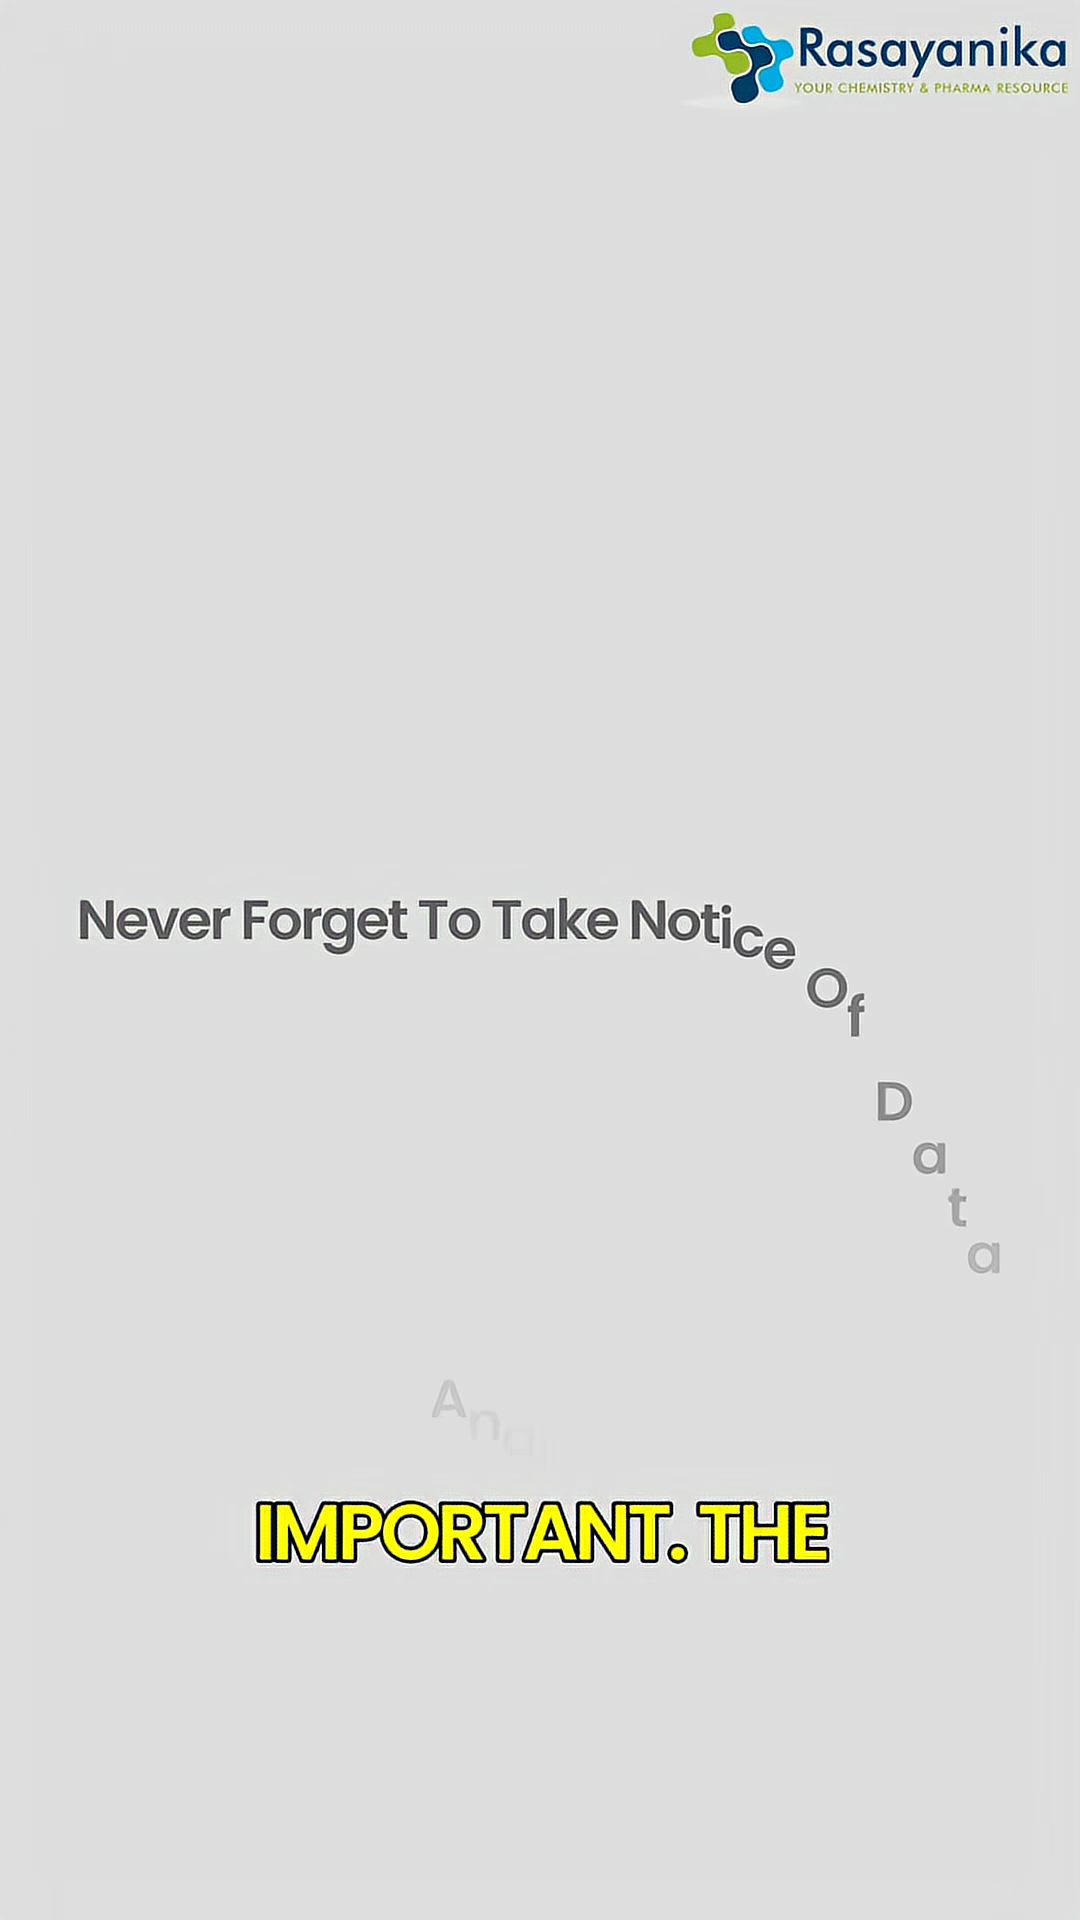 Rasayanika
YOUR CHEMISTRY & PHARMA RESOURCE
Never Forget To Take Notice Of Data
IMPORTANT. THE